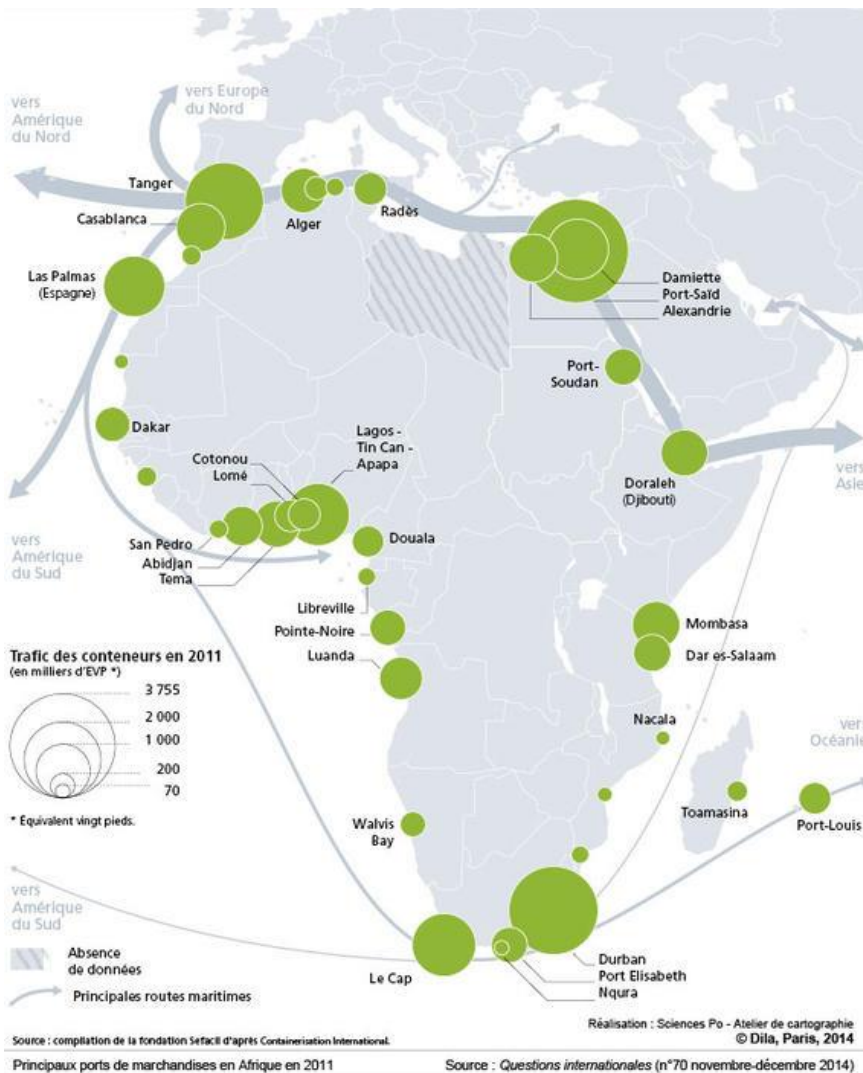 vers
Amérique
du Nord
vers Europe
du Nord
Tanger
Casablanca
Alger
Radès
Las Palmas
(Espagne)
Damiette
Port-Saïd
Alexandrie
Port-
Soudan
Dakar
Lagos -
Tin Can -
Apapa
Cotonou
Lomé
Doraleh
(Djibouti)
vers
Asie
vers
Amérique
du Sud
San Pedro
Abidjan
Tema
Douala
Libreville
Pointe-Noire
Luanda
Mombasa
Dar es-Salaam
Trafic des conteneurs en 2011
(en milliers d'EVP *)
3 755
2 000
1 000
200
70
* Équivalent vingt pieds.
Nacala
vers
Océanie
Toamasina
Port-Louis
Walvis
Bay
vers
Amérique
du Sud
Absence
de données
Principales routes maritimes
Le Cap
Durban
Port Elisabeth
Nqura
Réalisation : Sciences Po - Atelier de cartographie
Source : compilation de la fondation Sefacil d'après Containerisation International.
© Dila, Paris, 2014
Principaux ports de marchandises en Afrique en 2011
Source : Questions internationales (n°70 novembre-décembre 2014)